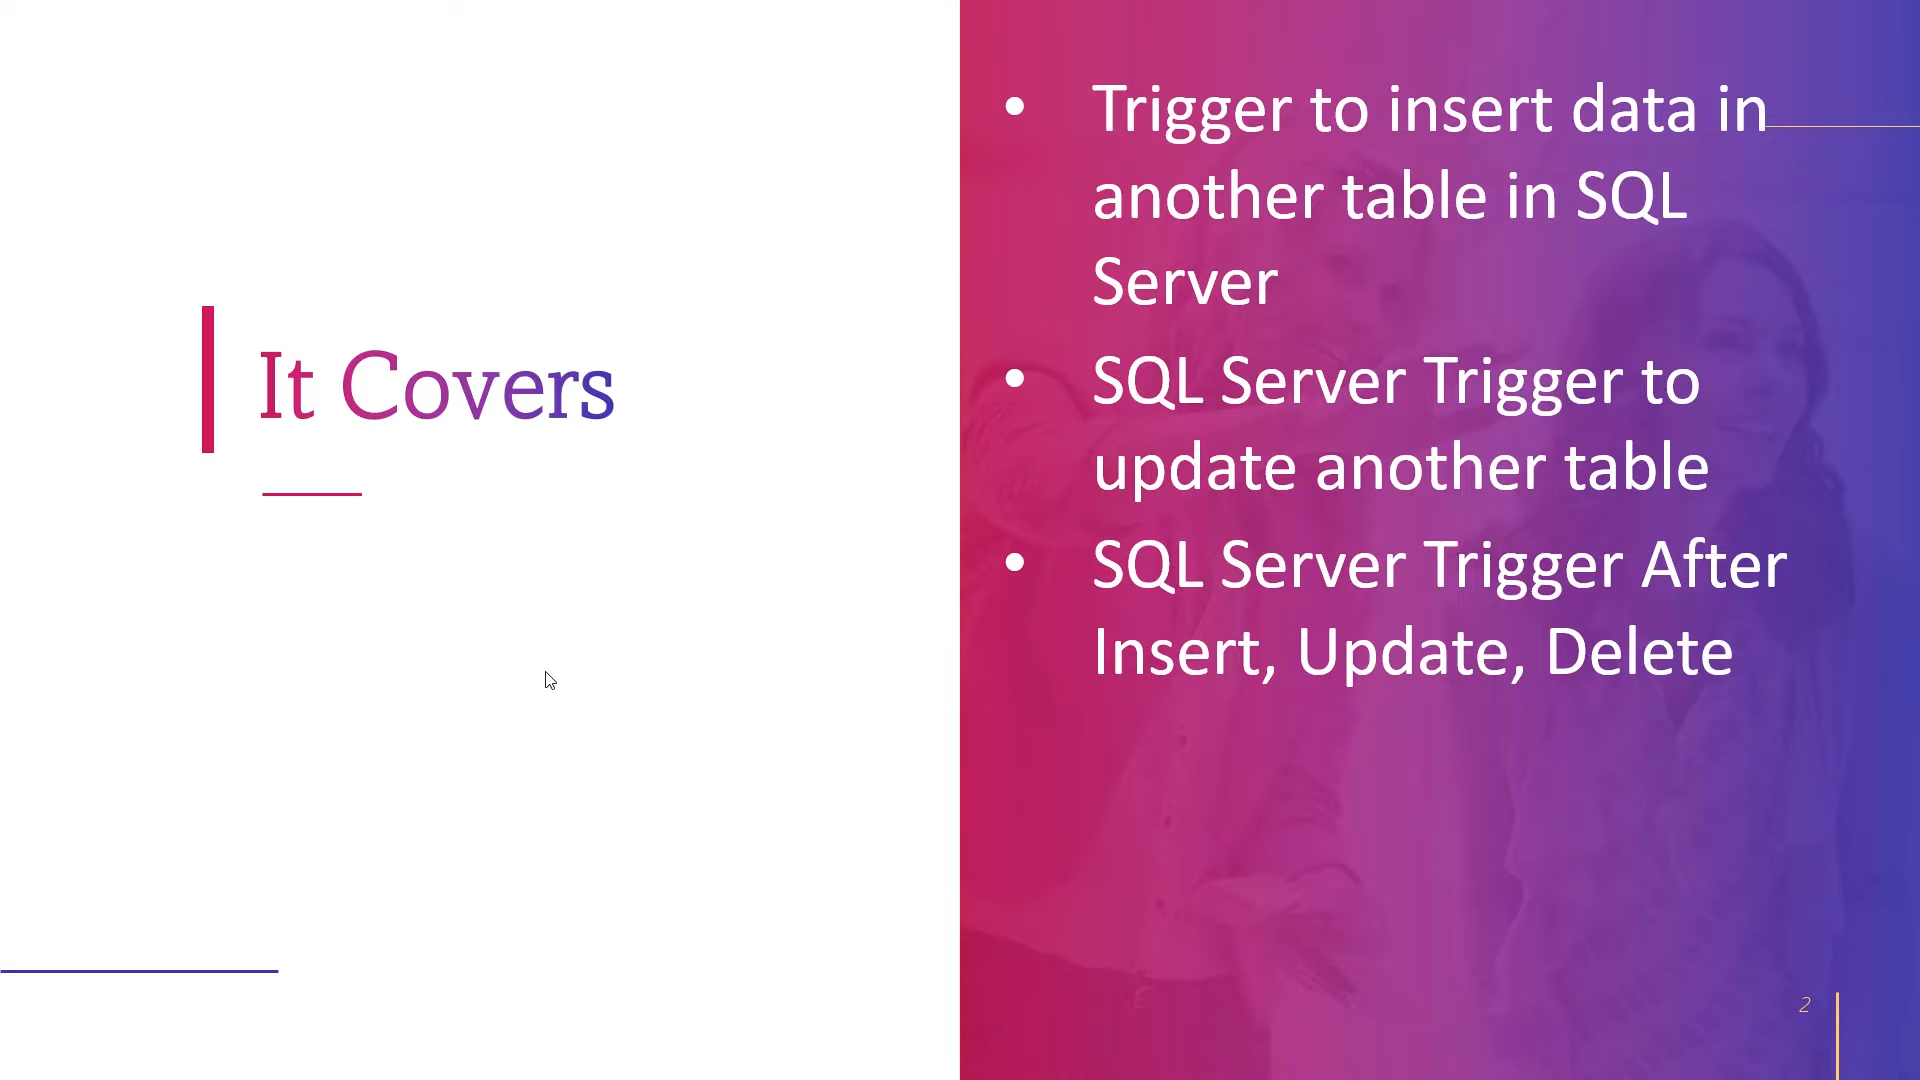 It Covers
• Trigger to insert data in
another table in SQL
Server
• SQL Server Trigger to
update another table
• SQL Server Trigger After
Insert, Update, Delete
2